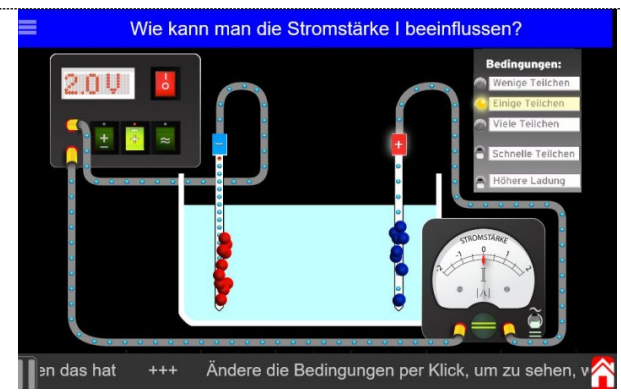 Wie kann man die Stromstärke I beeinflussen?
2.0 V
I
O
Bedingungen:
Wenige Teilchen
Einige Teilchen
Viele Teilchen
Schnelle Teilchen
Höhere Ladung
−
+
STROMSTÄRKE
-2 -1 0 1 2
I
[A]
en das hat +++ Ändere die Bedingungen per Klick, um zu sehen, w